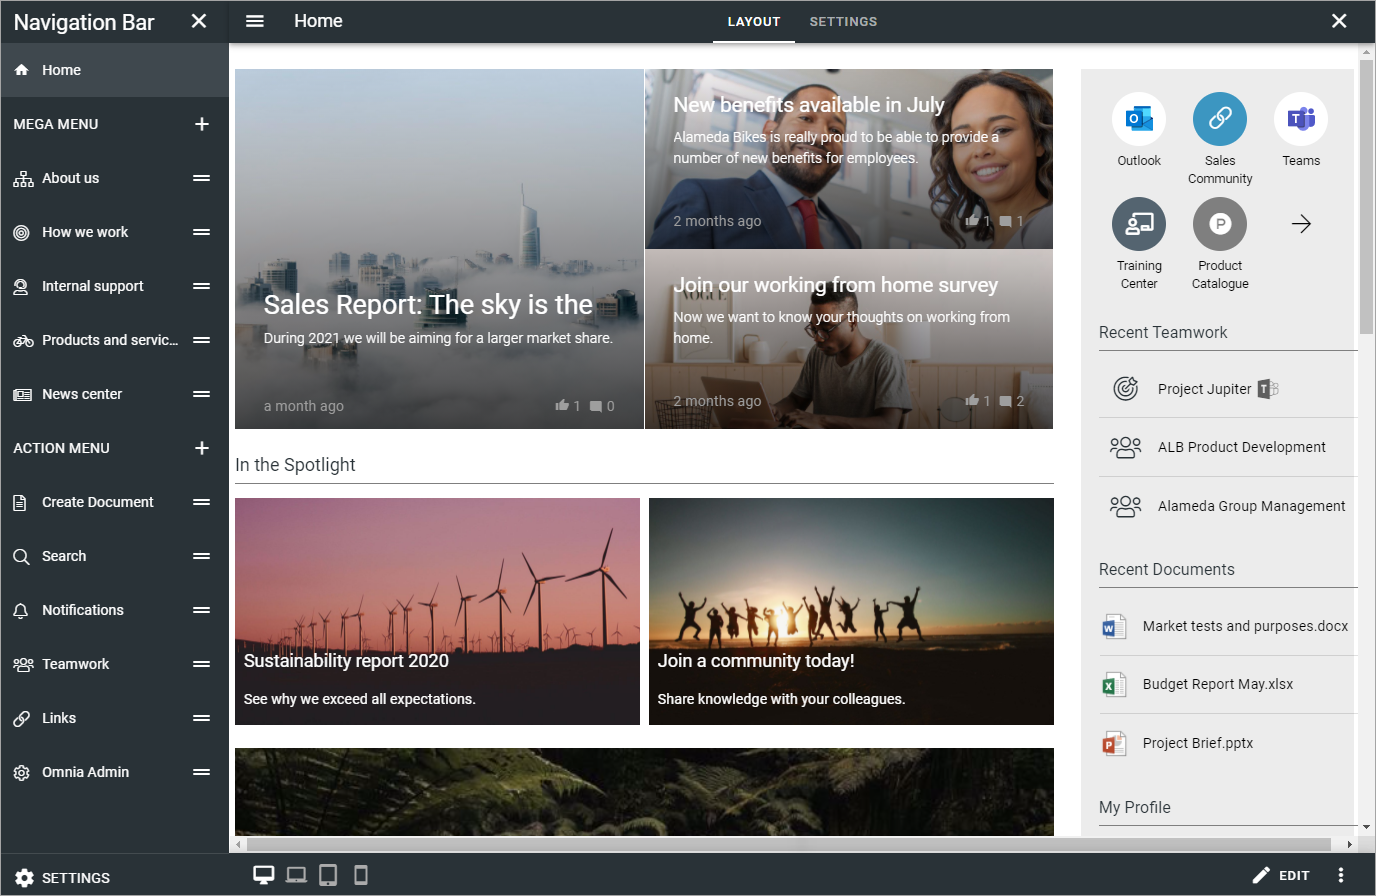 Navigation Bar
Home
LAYOUT
SETTINGS
Home
MEGA MENU
About us
How we work
Internal support
Products and servic...
News center
ACTION MENU
Create Document
Search
Notifications
Teamwork
Links
Omnia Admin
SETTINGS
Sales Report: The sky is the
During 2021 we will be aiming for a larger market share.
a month ago
1
0
New benefits available in July
Alameda Bikes is really proud to be able to provide a
number of new benefits for employees.
2 months ago
1
1
VOGUE
Join our working from home survey
Now we want to know your thoughts on working from
home.
2 months ago
1
2
In the Spotlight
Sustainability report 2020
See why we exceed all expectations.
Join a community today!
Share knowledge with your colleagues.
Outlook
Sales
Community
Teams
Training
Center
Product
Catalogue
Recent Teamwork
Project Jupiter
ALB Product Development
Alameda Group Management
Recent Documents
Market tests and purposes.docx
Budget Report May.xlsx
Project Brief.pptx
My Profile
EDIT